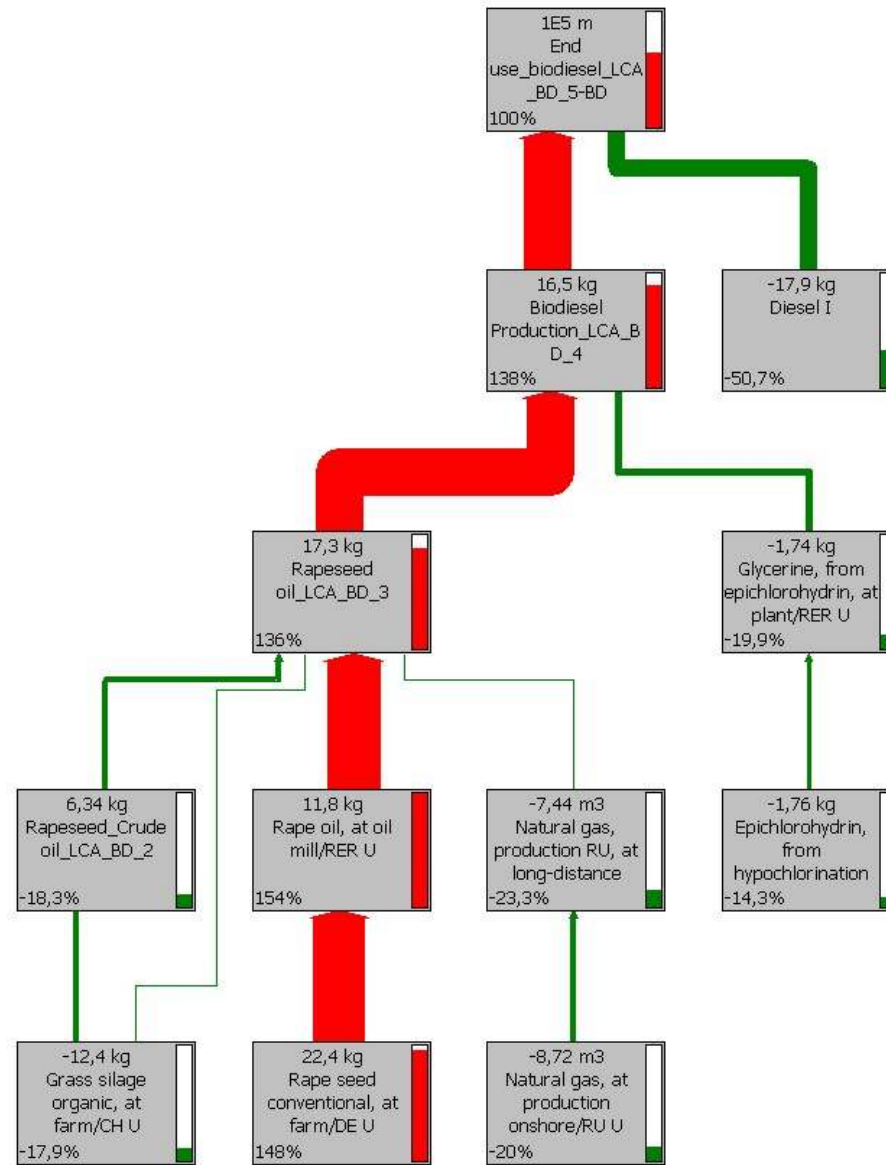 1E5 m
End
use_biodiesel_LCA
_BD_5-BD
100%
16,5 kg
Biodiesel
Production_LCA_B
D_4
138%
-17,9 kg
Diesel I
-50,7%
17,3 kg
Rapeseed
oil_LCA_BD_3
136%
-1,74 kg
Glycerine, from
epichlorohydrin, at
plant/RER U
-19,9%
6,34 kg
Rapeseed_Crude
oil_LCA_BD_2
-18,3%
11,8 kg
Rape oil, at oil
mill/RER U
154%
-7,44 m3
Natural gas,
production RU, at
long-distance
-23,3%
-1,76 kg
Epichlorohydrin,
from
hypochlorination
-14,3%
-12,4 kg
Grass silage
organic, at
farm/CH U
-17,9%
22,4 kg
Rape seed
conventional, at
farm/DE U
148%
-8,72 m3
Natural gas, at
production
onshore/RU U
-20%